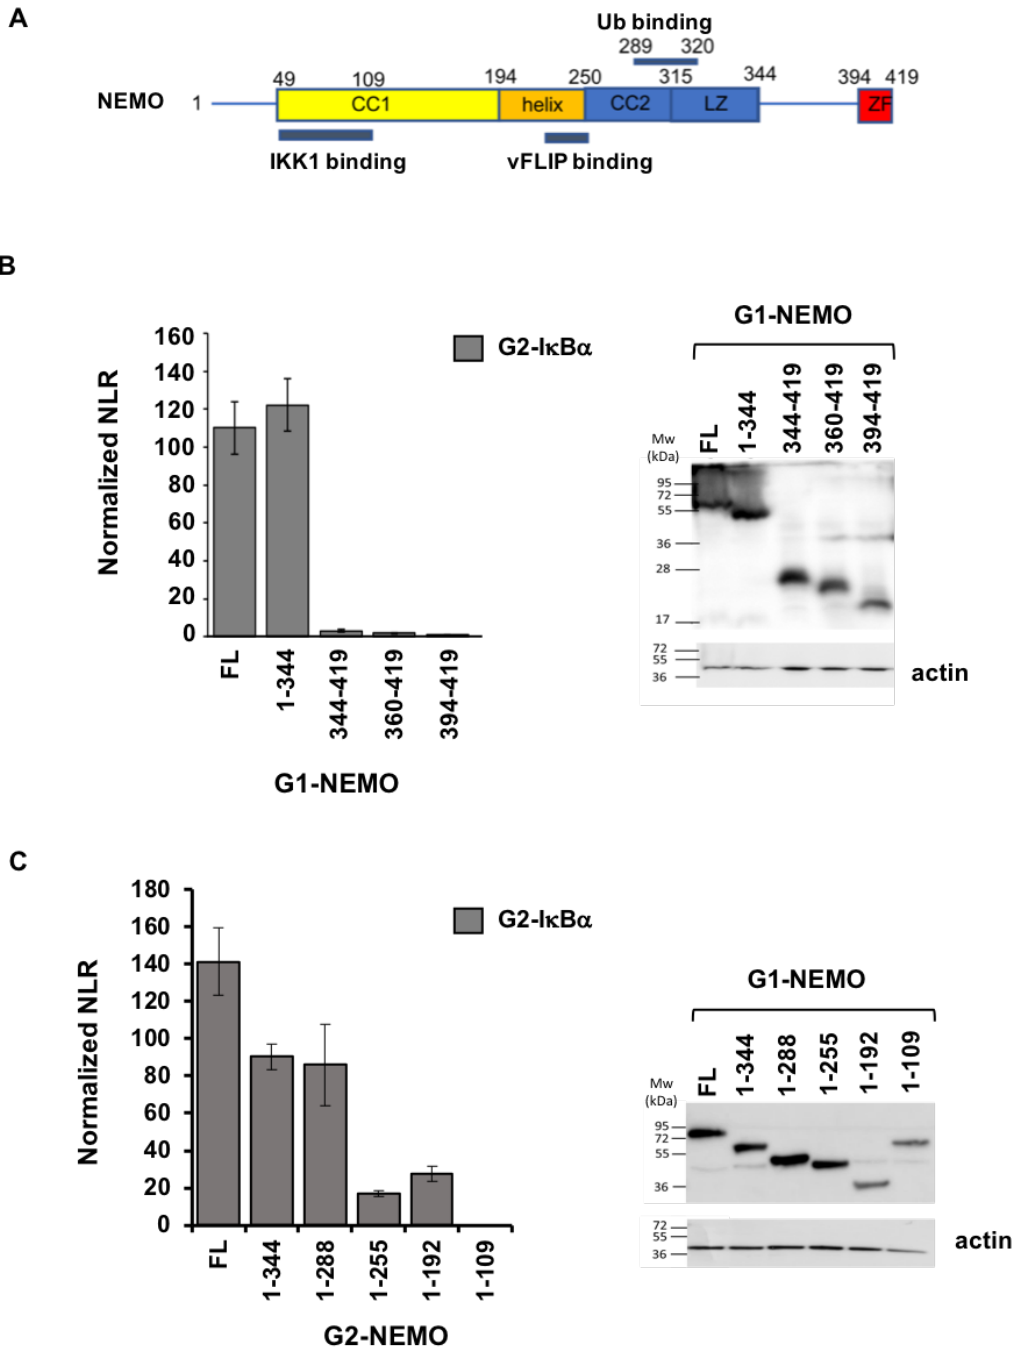 A
Ub binding
289 320
49 109 194 250 315 344 394 419
NEMO 1 CC1 helix CC2 LZ ZF
IKK1 binding vFLIP binding
B
160
140
120
100
80
60
40
20
0
Normalized NLR
G2-IκBα
FL
1-344
344-419
360-419
394-419
G1-NEMO
G1-NEMO
FL
1-344
344-419
360-419
394-419
Mw
(kDa)
95
72
55
36
28
17
72
55
36
actin
C
180
160
140
120
100
80
60
40
20
0
Normalized NLR
G2-IκBα
FL
1-344
1-288
1-255
1-192
1-109
G2-NEMO
G1-NEMO
FL
1-344
1-288
1-255
1-192
1-109
Mw
(kDa)
95
72
55
36
72
55
36
actin